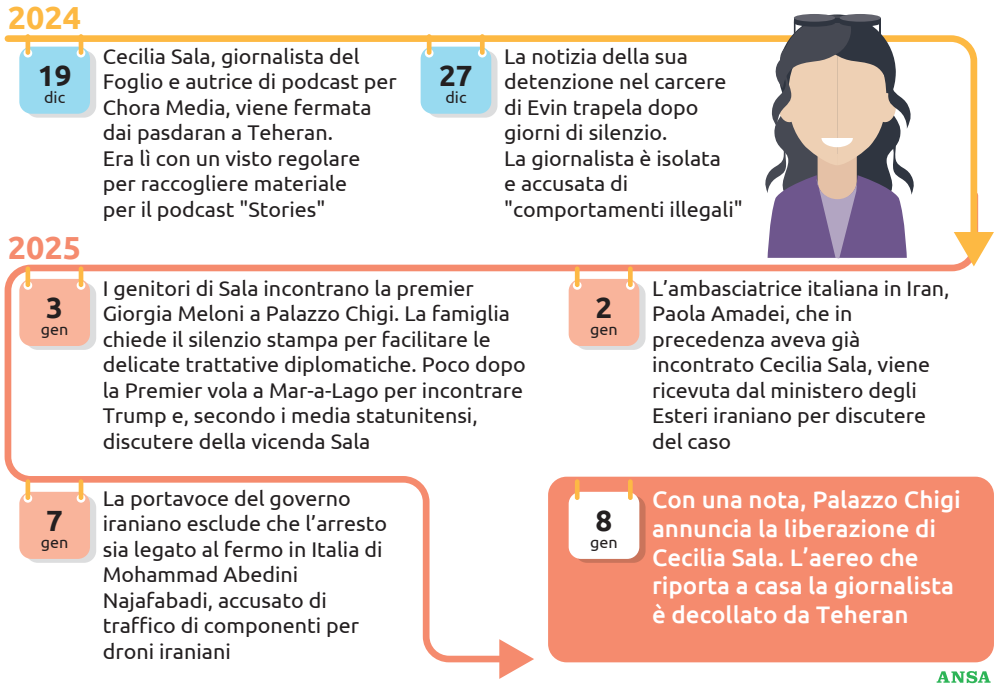 2024
19
dic
Cecilia Sala, giornalista del
Foglio e autrice di podcast per
Chora Media, viene fermata
dai pasdaran a Teheran.
Era lì con un visto regolare
per raccogliere materiale
per il podcast "Stories"
27
dic
La notizia della sua
detenzione nel carcere
di Evin trapela dopo
giorni di silenzio.
La giornalista è isolata
e accusata di
"comportamenti illegali"
2025
2
gen
L’ambasciatrice italiana in Iran,
Paola Amadei, che in
precedenza aveva già
incontrato Cecilia Sala, viene
ricevuta dal ministero degli
Esteri iraniano per discutere
del caso
3
gen
I genitori di Sala incontrano la premier
Giorgia Meloni a Palazzo Chigi. La famiglia
chiede il silenzio stampa per facilitare le
delicate trattative diplomatiche. Poco dopo
la Premier vola a Mar-a-Lago per incontrare
Trump e, secondo i media statunitensi,
discutere della vicenda Sala
7
gen
La portavoce del governo
iraniano esclude che l’arresto
sia legato al fermo in Italia di
Mohammad Abedini
Najafabadi, accusato di
traffico di componenti per
droni iraniani
8
gen
Con una nota, Palazzo Chigi
annuncia la liberazione di
Cecilia Sala. L’aereo che
riporta a casa la giornalista
è decollato da Teheran
ANSA